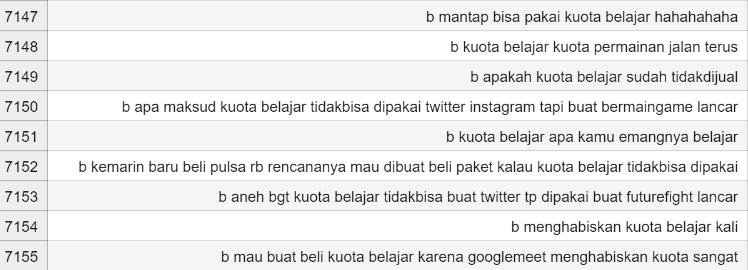 7147 b mantap bisa pakai kuota belajar hahahahaha
7148 b kuota belajar kuota permainan jalan terus
7149 b apakah kuota belajar sudah tidakdijual
7150 b apa maksud kuota belajar tidakbisa dipakai twitter instagram tapi buat bermaingame lancar
7151 b kuota belajar apa kamu emangnya belajar
7152 b kemarin baru beli pulsa rb rencananya mau dibuat beli paket kalau kuota belajar tidakbisa dipakai
7153 b aneh bgt kuota belajar tidakbisa buat twitter tp dipakai buat futurefight lancar
7154 b menghabiskan kuota belajar kali
7155 b mau buat beli kuota belajar karena googlemeet menghabiskan kuota sangat